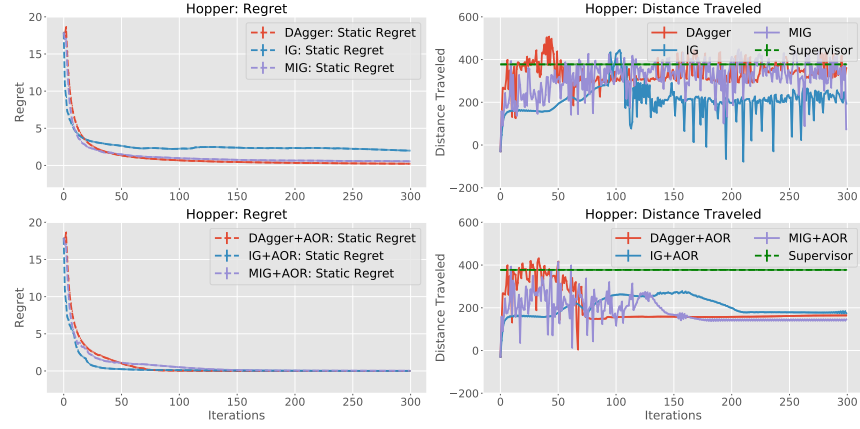 Hopper: Regret
20
15
10
5
0
Regret
0 50 100 150 200 250 300
DAgger: Static Regret
IG: Static Regret
MIG: Static Regret
Hopper: Distance Traveled
600
400
200
0
−200
Distance Traveled
0 50 100 150 200 250 300
DAgger MIG
IG Supervisor
Hopper: Regret
20
15
10
5
0
Regret
0 50 100 150 200 250 300
Iterations
DAgger+AOR: Static Regret
IG+AOR: Static Regret
MIG+AOR: Static Regret
Hopper: Distance Traveled
600
400
200
0
−200
Distance Traveled
0 50 100 150 200 250 300
Iterations
DAgger+AOR MIG+AOR
IG+AOR Supervisor